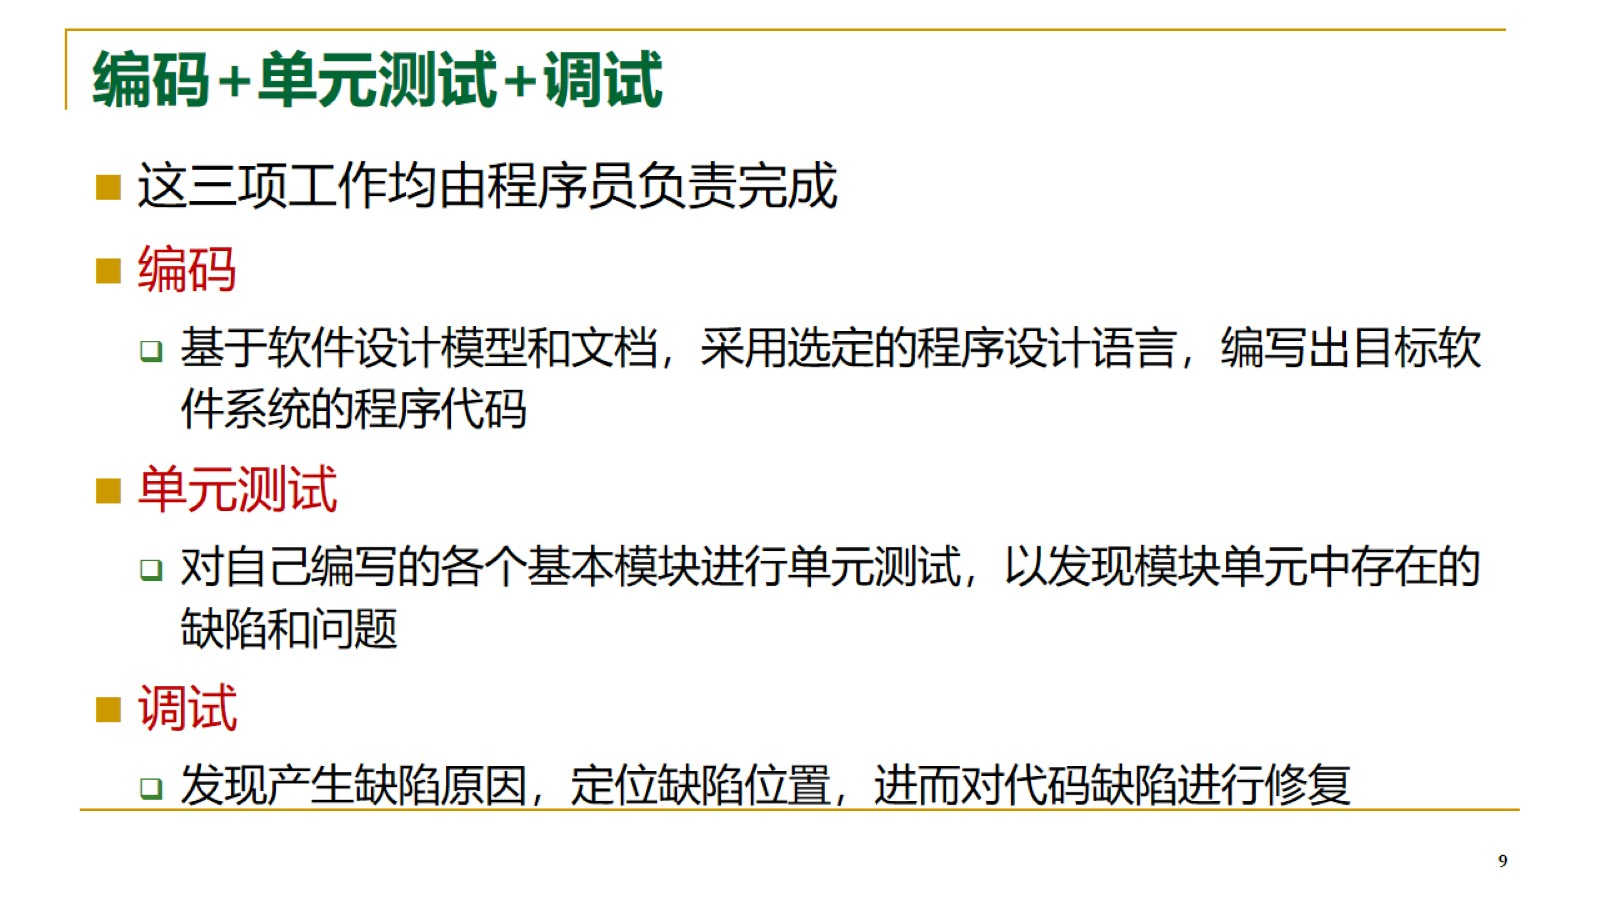 编码+单元测试+调试
这三项工作均由程序员负责完成
编码
基于软件设计模型和文档，采用选定的程序设计语言，编写出目标软
件系统的程序代码
单元测试
对自己编写的各个基本模块进行单元测试，以发现模块单元中存在的
缺陷和问题
调试
发现产生缺陷原因，定位缺陷位置，进而对代码缺陷进行修复
9